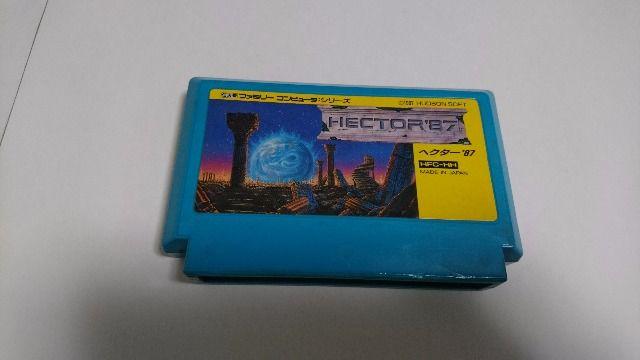 ファミリー コンピュータ シリーズ
©1987 HUDSON SOFT
HECTOR'87
ヘクター'87
HFC-HH
MADE IN JAPAN